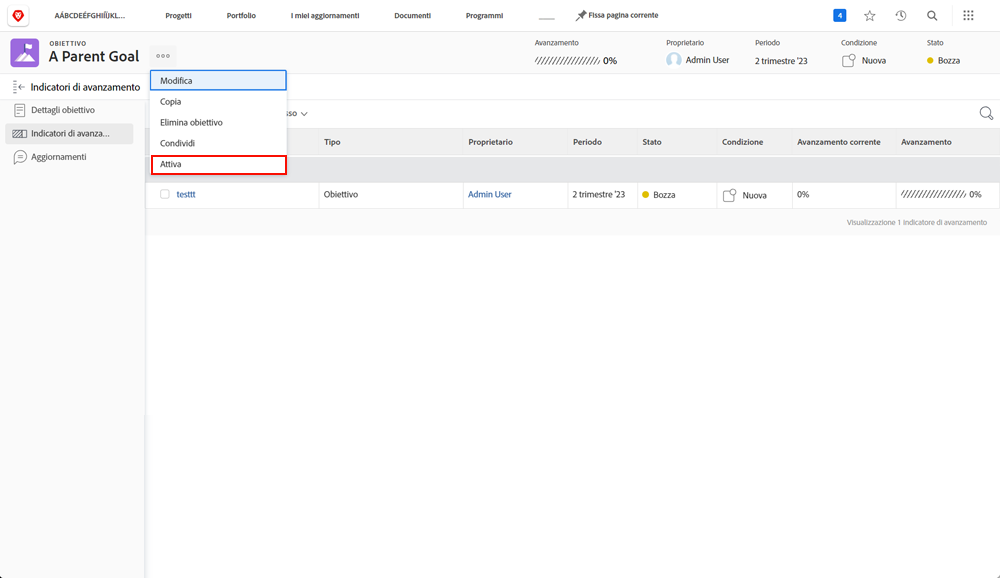 AÁBCDEÉFGHIÍÌJKL... Progetti Portfolio I miei aggiornamenti Documenti Programmi Fissa pagina corrente 4
OBIETTIVO
A Parent Goal
Avanzamento Proprietario Periodo Condizione Stato
0% Admin User 2 trimestre '23 Nuova Bozza
Indicatori di avanzamento
Dettagli obiettivo
Indicatori di avanza...
Aggiornamenti
Modifica
Copia
Elimina obiettivo
Condividi
Attiva
Tipo Proprietario Periodo Stato Condizione Avanzamento corrente Avanzamento
testtt Obiettivo Admin User 2 trimestre '23 Bozza Nuova 0% 0%
Visualizzazione 1 indicatore di avanzamento